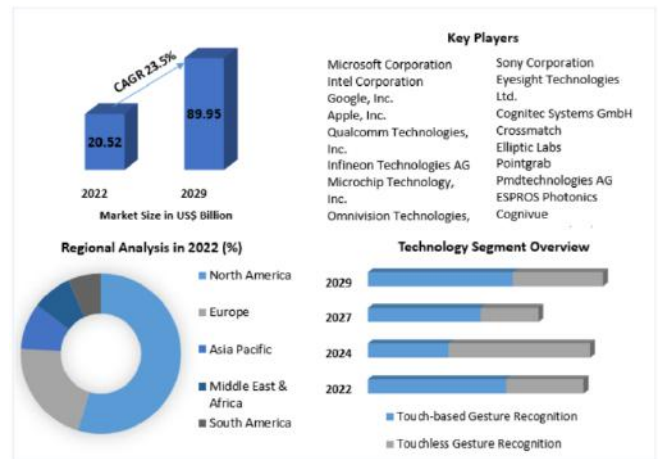 CAGR 23.5%
20.52
89.95
2022
2029
Market Size in US$ Billion
Key Players
Microsoft Corporation
Intel Corporation
Google, Inc.
Apple, Inc.
Qualcomm Technologies,
Inc.
Infineon Technologies AG
Microchip Technology,
Inc.
Omnivision Technologies,
Sony Corporation
Eyesight Technologies
Ltd.
Cognitec Systems GmbH
Crossmatch
Elliptic Labs
Pointgrab
Pmdtechnologies AG
ESPROS Photonics
Cognivue
Regional Analysis in 2022 (%)
North America
Europe
Asia Pacific
Middle East &
Africa
South America
Technology Segment Overview
2029
2027
2024
2022
Touch-based Gesture Recognition
Touchless Gesture Recognition